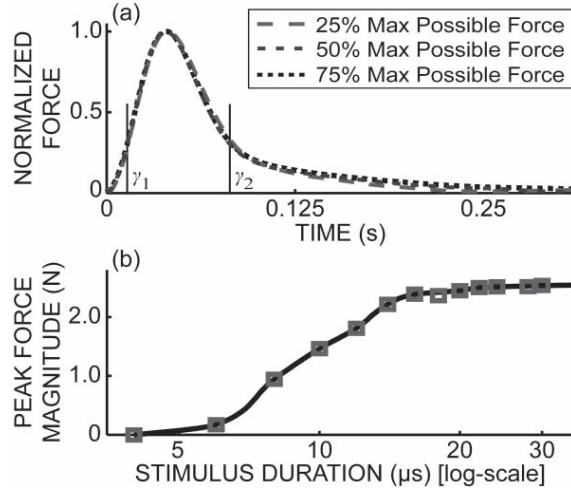 (a)
1.0
0.5
0
NORMALIZED
FORCE
25% Max Possible Force
50% Max Possible Force
75% Max Possible Force
γ1
γ2
0
0.125
0.25
TIME (s)
(b)
2.0
1.0
0
PEAK FORCE
MAGNITUDE (N)
5
10
20
30
STIMULUS DURATION (μs) [log-scale]